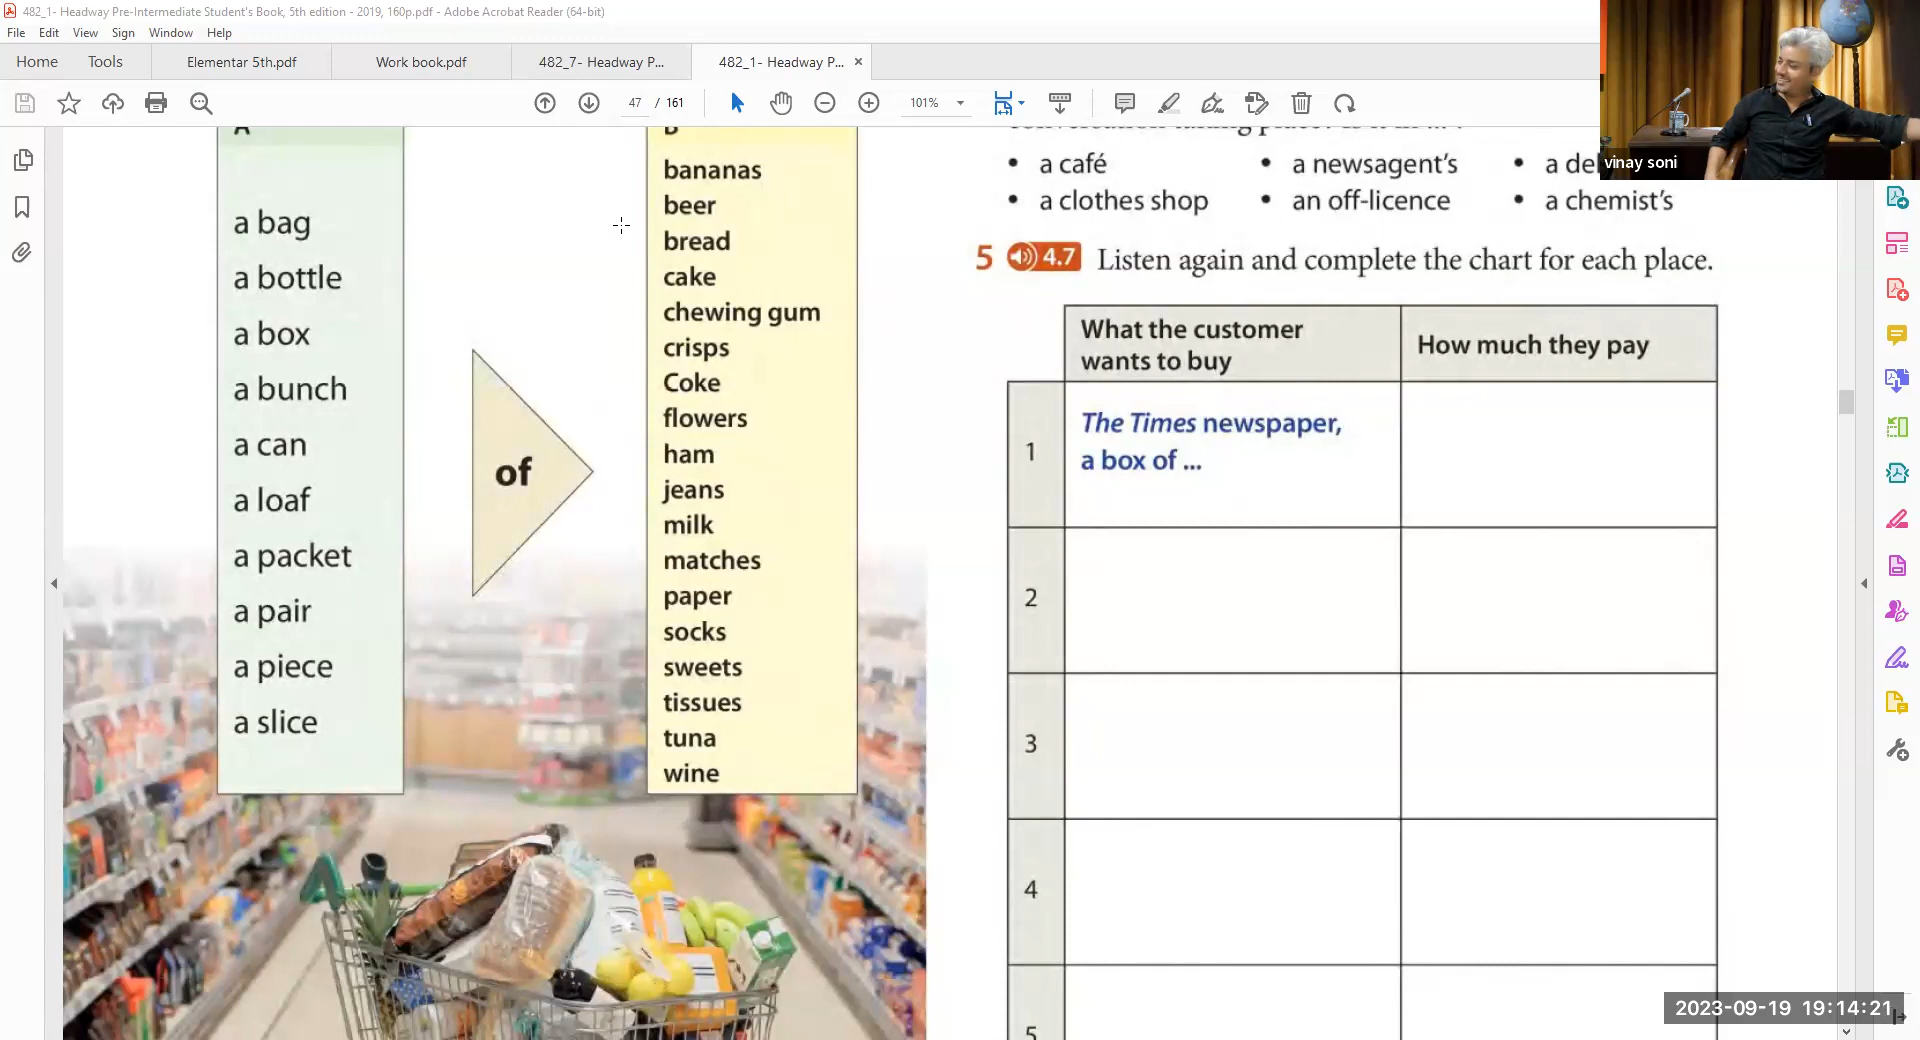 482_1- Headway Pre-Intermediate Student's Book, 5th edition - 2019, 160p.pdf - Adobe Acrobat Reader (64-bit)
File Edit View Sign Window Help
Home Tools Elementar 5th.pdf Work book.pdf 482_7- Headway P... 482_1- Headway P... ×
47 / 161 101%
vinay soni
A
a bag
a bottle
a box
a bunch
a can
a loaf
a packet
a pair
a piece
a slice
of
B
bananas
beer
bread
cake
chewing gum
crisps
Coke
flowers
ham
jeans
milk
matches
paper
socks
sweets
tissues
tuna
wine
• a café • a newsagent's • a de
• a clothes shop • an off-licence • a chemist's
5 4.7 Listen again and complete the chart for each place.
What the customer
wants to buy
How much they pay
1
The Times newspaper,
a box of ...
2
3
4
5
2023-09-19 19:14:21